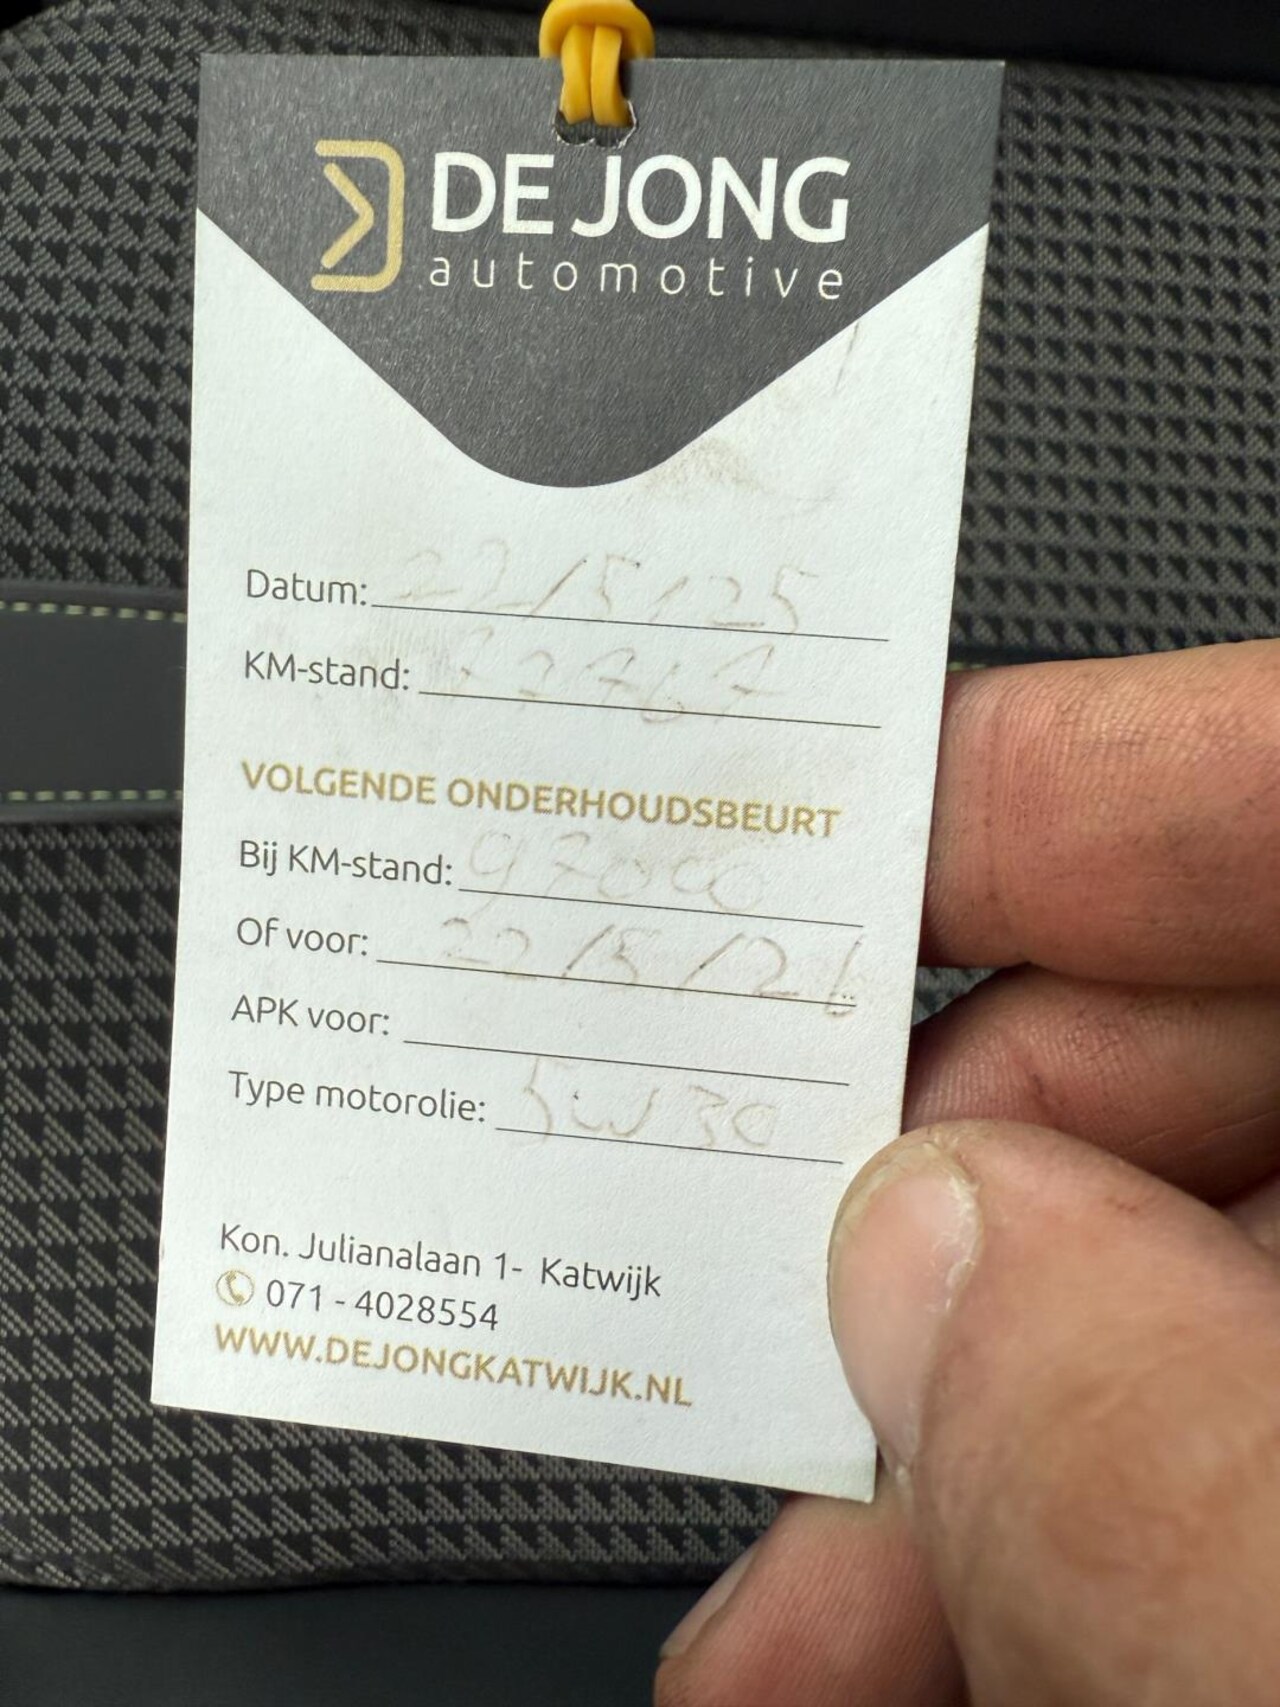 DE JONG
automotive
Datum: 22/5/25
KM-stand: 2767
VOLGENDE ONDERHOUDSBEURT
Bij KM-stand: 97000
Of voor: 22/5/26
APK voor:
Type motorolie: 5W30
Kon. Julianalaan 1- Katwijk
071 - 4028554
WWW.DEJONGKATWIJK.NL